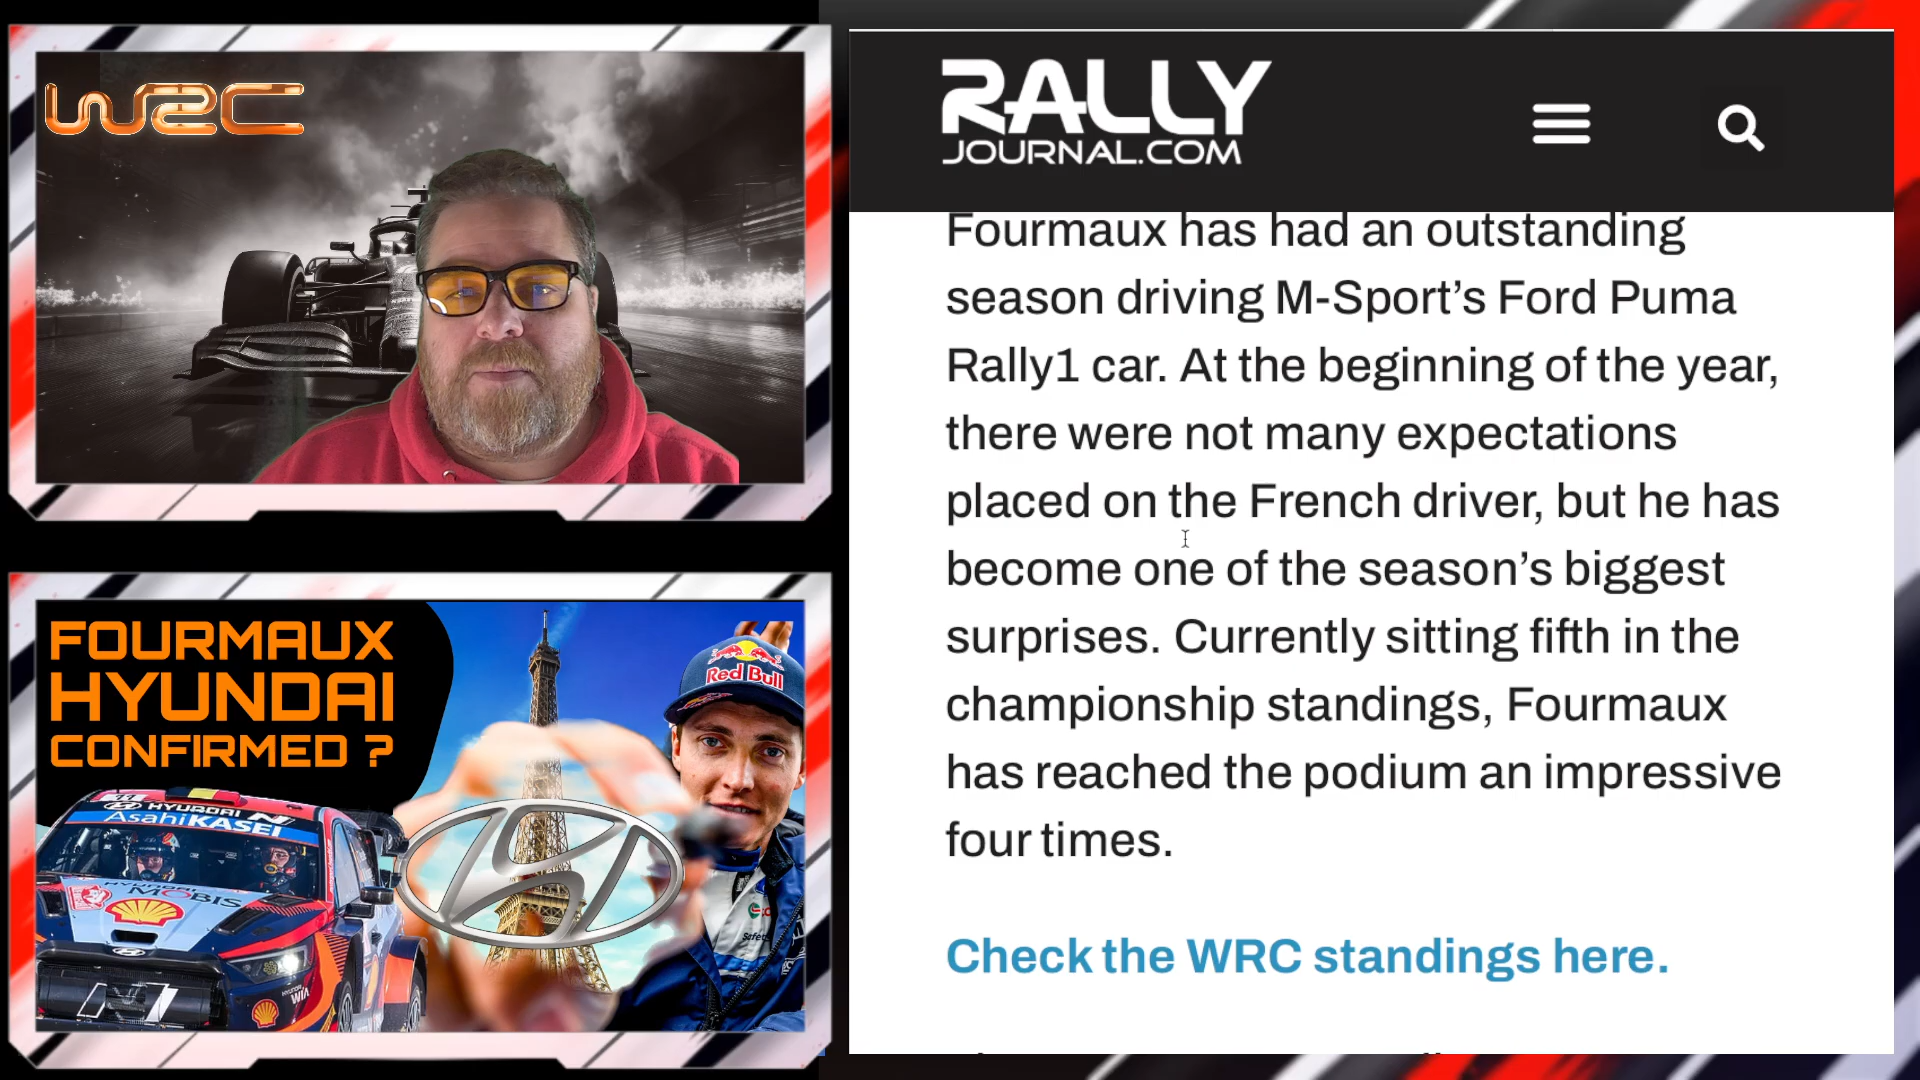 WRC
FOURMAUX
HYUNDAI
CONFIRMED ?
Red Bull
HYUNDAI N
AsahiKASEI
HYUNDAI
MOBIS
WIA
RALLY
JOURNAL.COM
Fourmaux has had an outstanding
season driving M-Sport’s Ford Puma
Rally1 car. At the beginning of the year,
there were not many expectations
placed on the French driver, but he has
become one of the season’s biggest
surprises. Currently sitting fifth in the
championship standings, Fourmaux
has reached the podium an impressive
four times.
Check the WRC standings here.